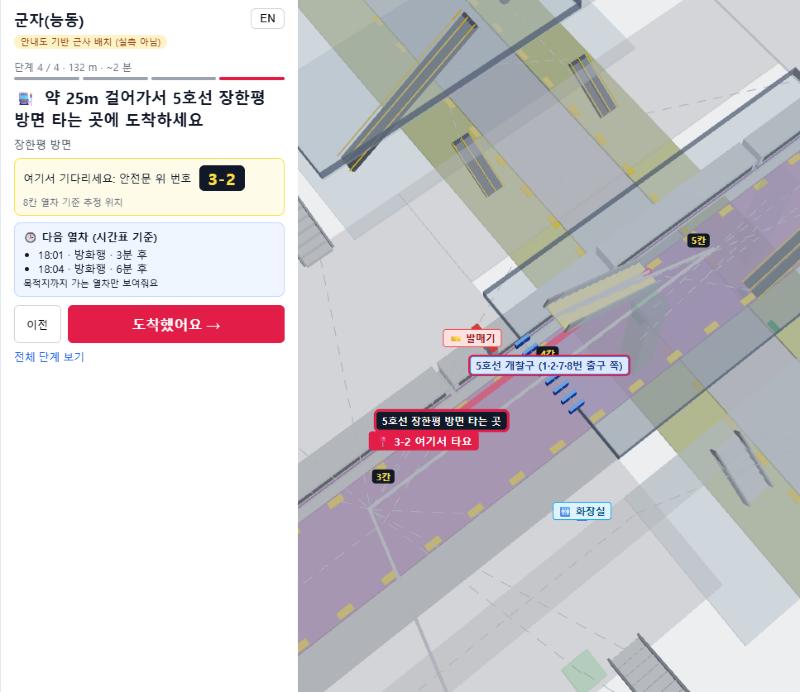 군자(능동)
EN
안내도 기반 근사 배치 (실측 아님)
단계 4 / 4 · 132 m · ~2 분
약 25m 걸어가서 5호선 장한평
방면 타는 곳에 도착하세요
장한평 방면
여기서 기다리세요: 안전문 위 번호 3-2
8칸 열차 기준 추정 위치
다음 열차 (시간표 기준)
18:01 · 방화행 · 3분 후
18:04 · 방화행 · 6분 후
목적지까지 가는 열차만 보여줘요
이전
도착했어요 →
전체 단계 보기
5칸
발매기
4칸
5호선 개찰구 (1·2·7·8번 출구 쪽)
5호선 장한평 방면 타는 곳
3-2 여기서 타요
3칸
화장실